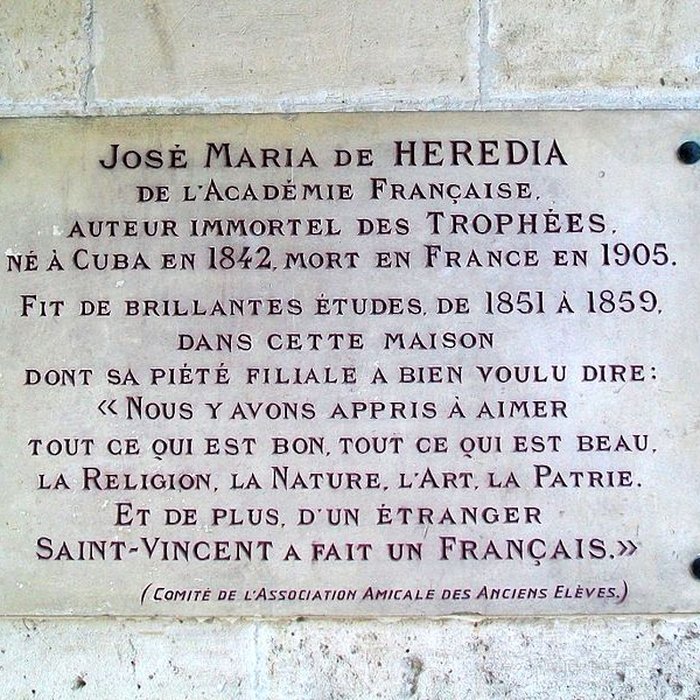 José Maria de HEREDIA
de l'Académie Française,
auteur immortel des Trophées,
né à Cuba en 1842, mort en France en 1905.
Fit de brillantes études, de 1851 à 1859,
dans cette maison
dont sa piété filiale a bien voulu dire:
« Nous y avons appris à aimer
tout ce qui est bon, tout ce qui est beau,
la Religion, la Nature, l'Art, la Patrie.
Et de plus, d'un étranger
Saint-Vincent a fait un Français.»
(Comité de l'Association Amicale des Anciens Elèves.)